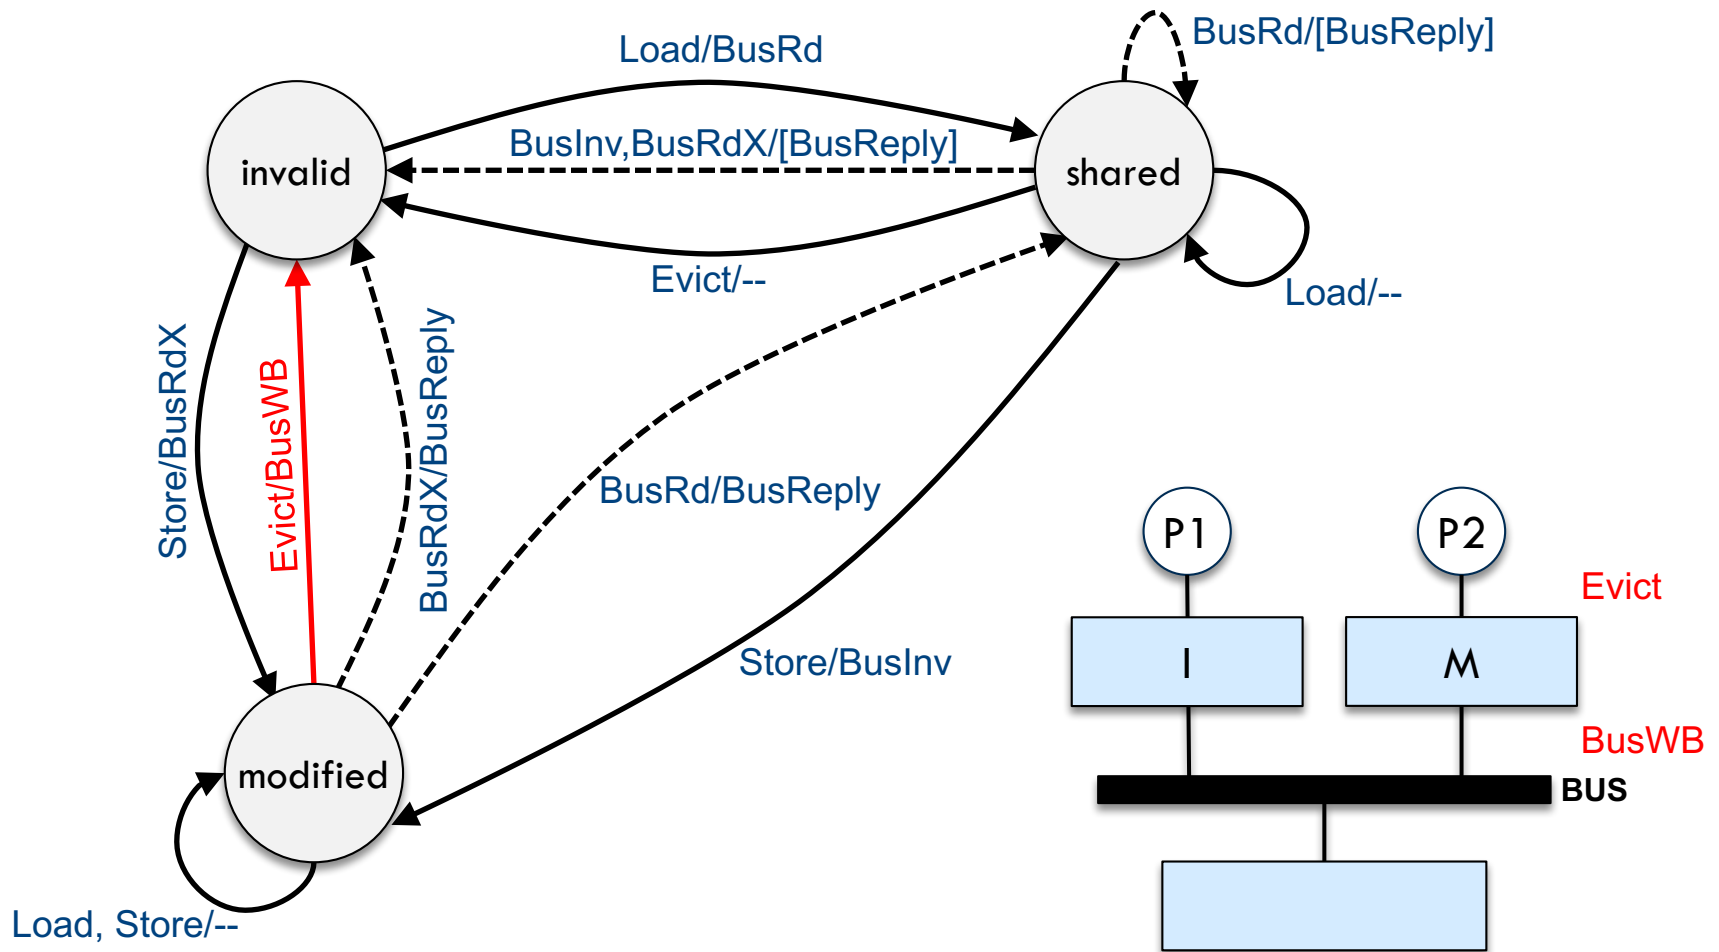 BusRd/[BusReply]
Load/BusRd
BusInv,BusRdX/[BusReply]
invalid
shared
Evict/--
Load/--
Store/BusRdX
Evict/BusWB
BusRdX/BusReply
BusRd/BusReply
P1
P2
Evict
I
M
Store/BusInv
BusWB
modified
BUS
Load, Store/--